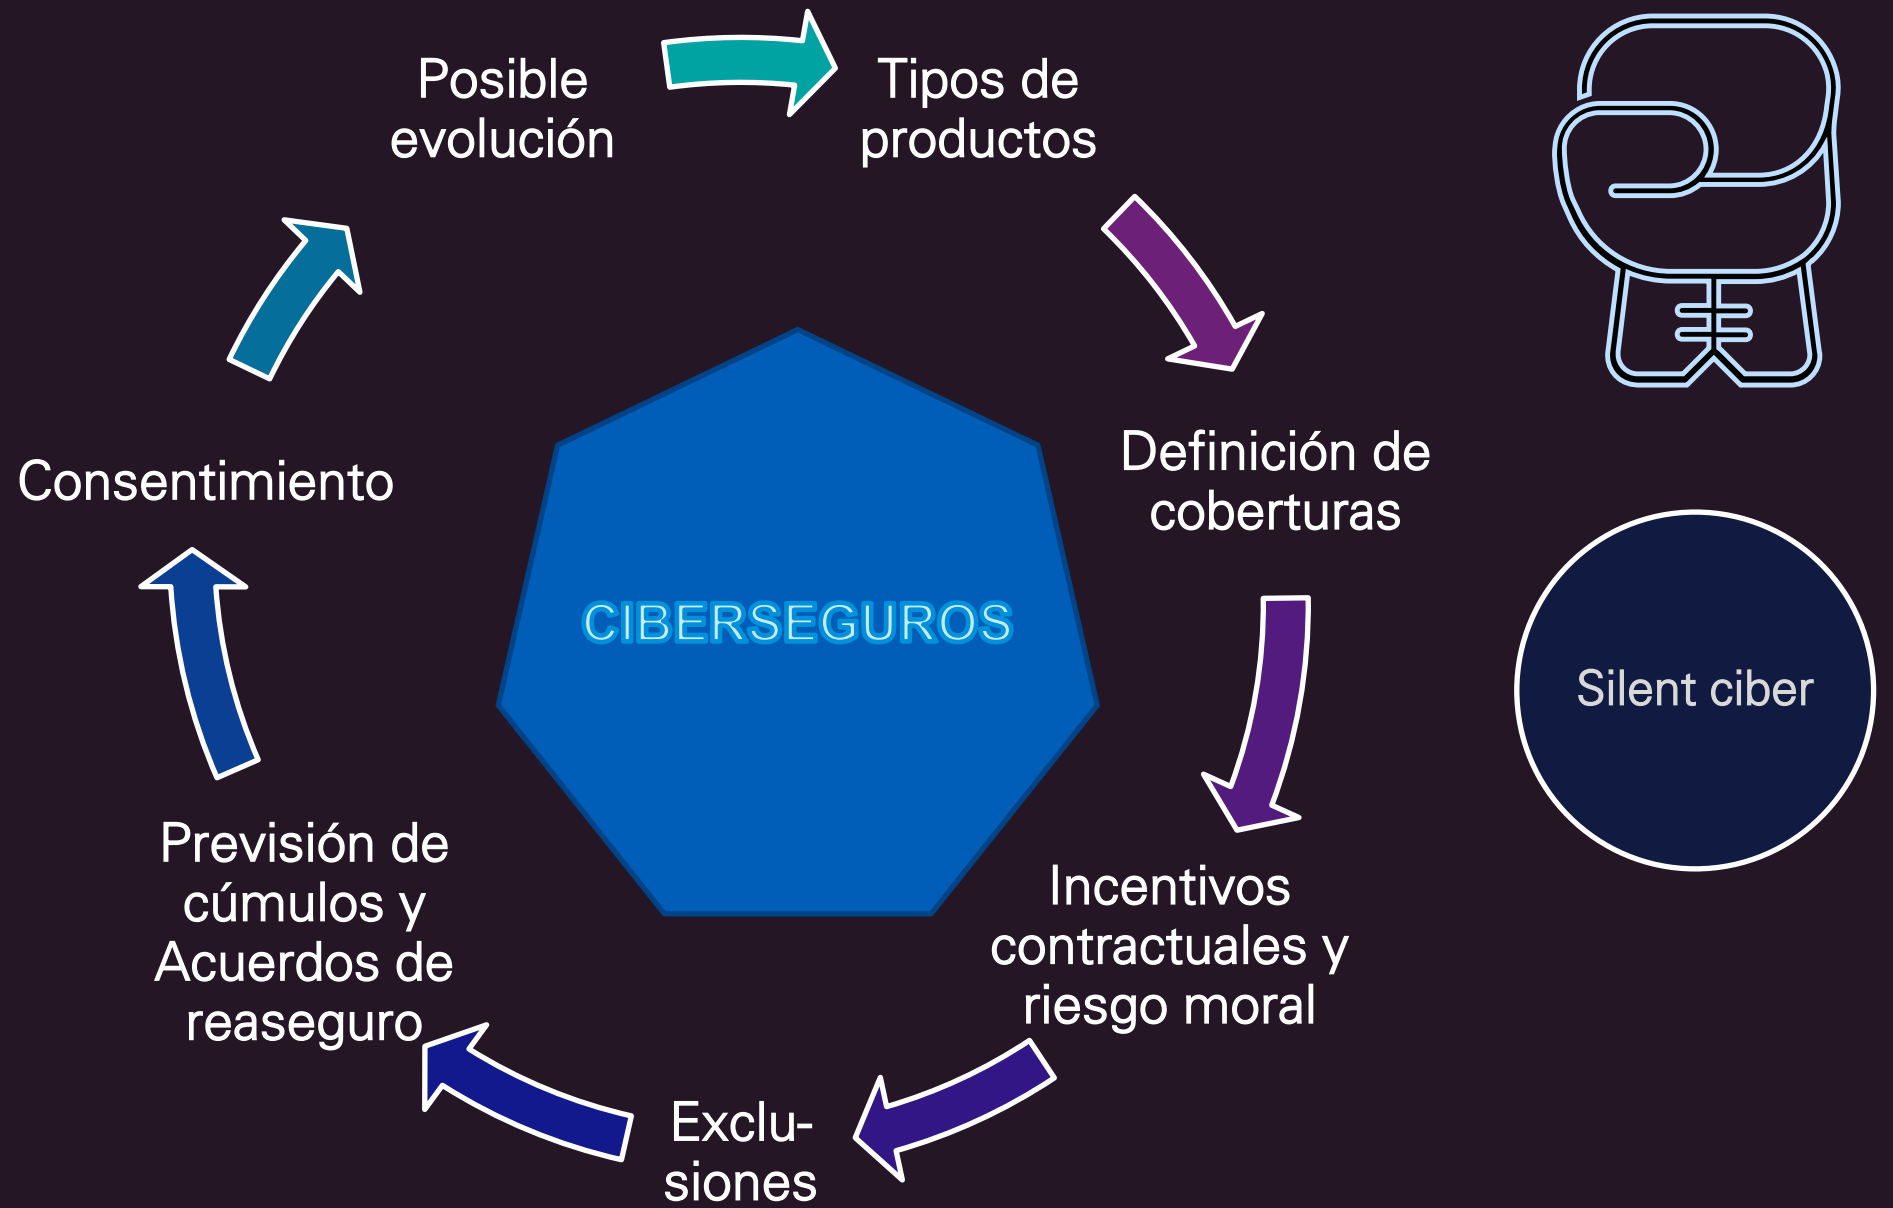 Posible
evolución
Tipos de
productos
Definición de
coberturas
Incentivos
contractuales y
riesgo moral
Exclu-
siones
Previsión de
cúmulos y
Acuerdos de
reaseguro
Consentimiento
CIBERSEGUROS
Silent ciber